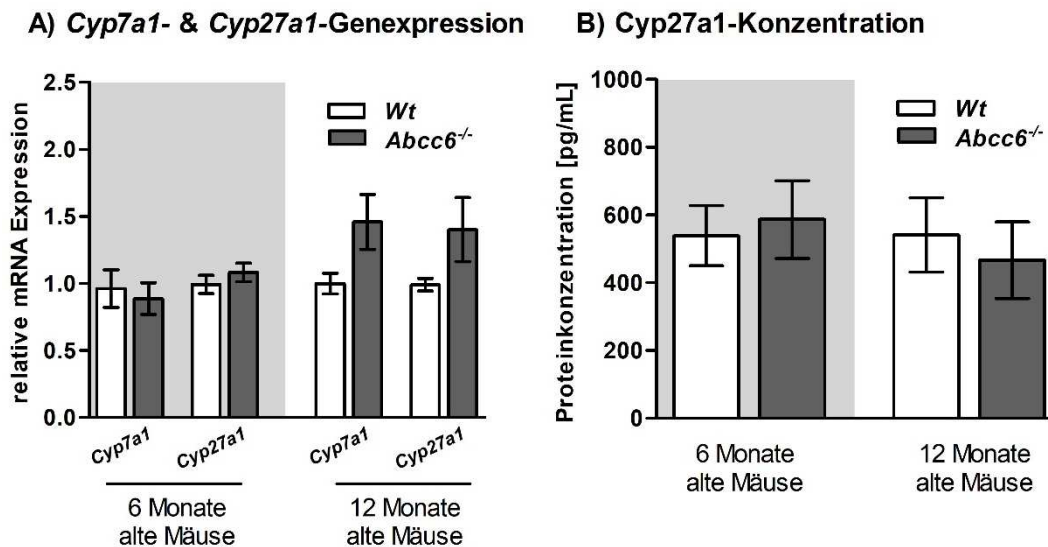 A) Cyp7a1- & Cyp27a1-Genexpression
relative mRNA Expression
2.5
2.0
1.5
1.0
0.5
0.0
Wt
Abcc6-/-
Cyp7a1
Cyp27a1
Cyp7a1
Cyp27a1
6 Monate
alte Mäuse
12 Monate
alte Mäuse
B) Cyp27a1-Konzentration
Proteinkonzentration [pg/mL]
1000
800
600
400
200
0
Wt
Abcc6-/-
6 Monate
alte Mäuse
12 Monate
alte Mäuse